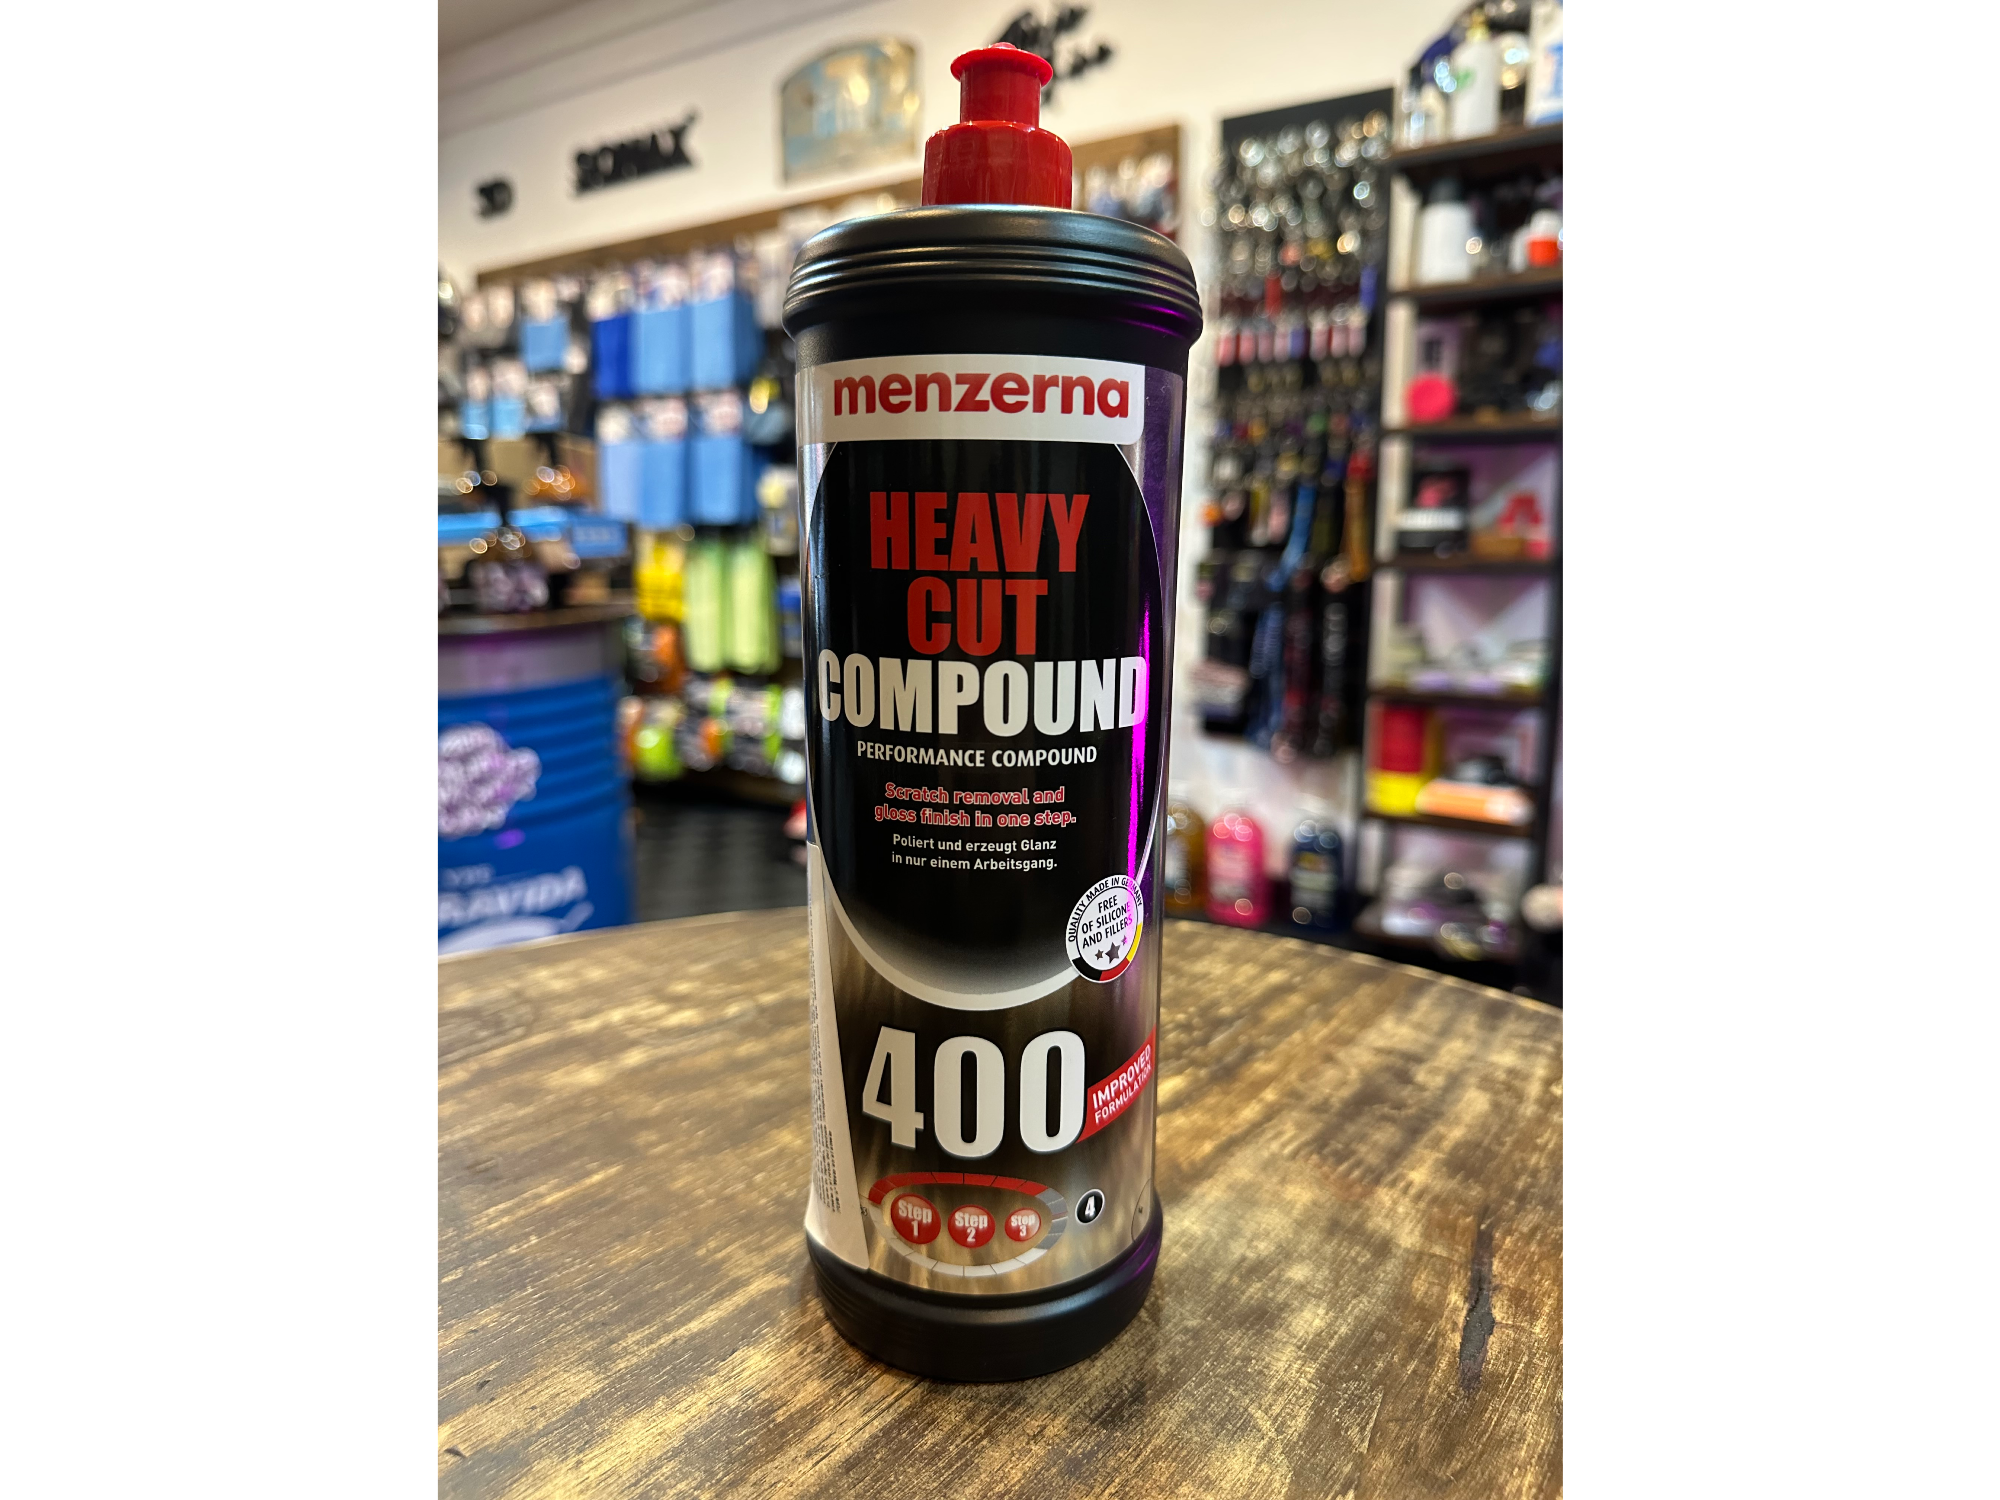 3D
SONAX
menzerna
HEAVY
CUT
COMPOUND
PERFORMANCE COMPOUND
Scratch removal and
gloss finish in one step.
Poliert und erzeugt Glanz
in nur einem Arbeitsgang.
QUALITY MADE IN GERMANY
FREE
OF SILICONE
AND FILLERS
400
IMPROVED
FORMULATION
Step
1
Step
2
Step
3
4